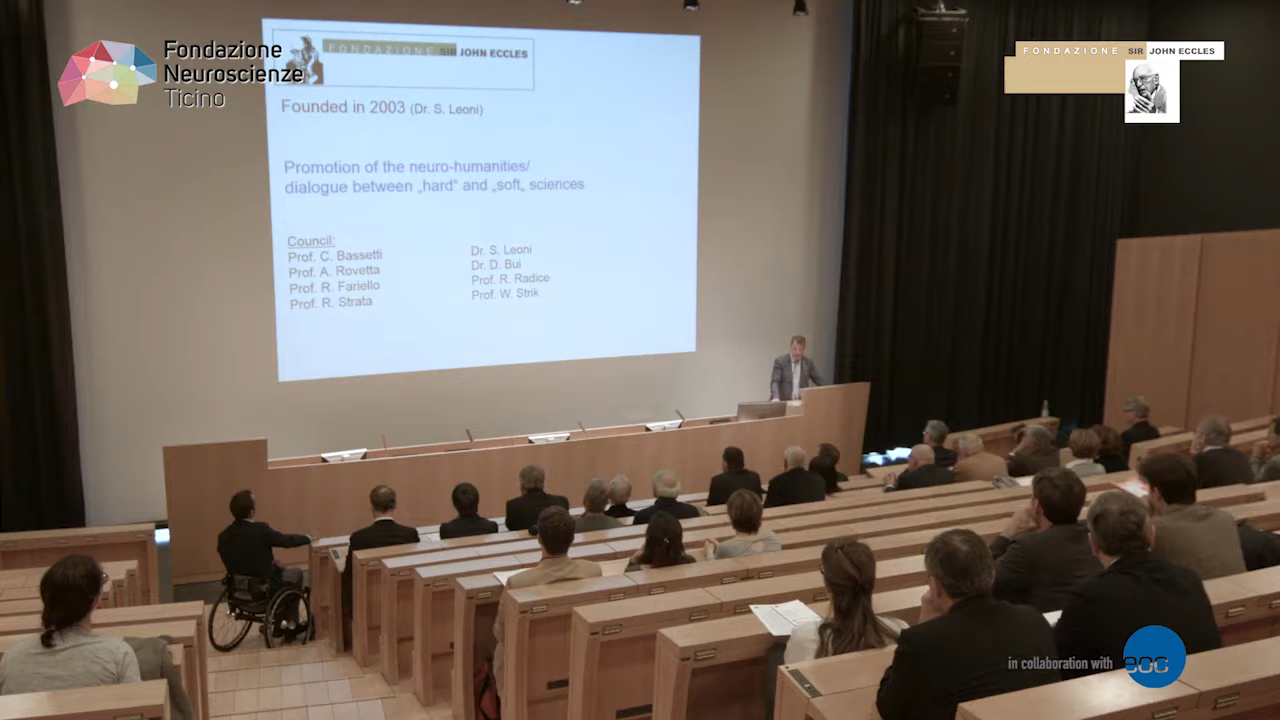 Fondazione
Neuroscienze
Ticino
FONDAZIONE SIR JOHN ECCLES
Founded in 2003 (Dr. S. Leoni)
Promotion of the neuro-humanities/
dialogue between „hard“ and „soft„ sciences
Council:
Prof. C. Bassetti
Prof. A. Rovetta
Prof. R. Fariello
Prof. R. Strata
Dr. S. Leoni
Dr. D. Bui
Prof. R. Radice
Prof. W. Strik
FONDAZIONE SIR JOHN ECCLES
in collaboration with eoc